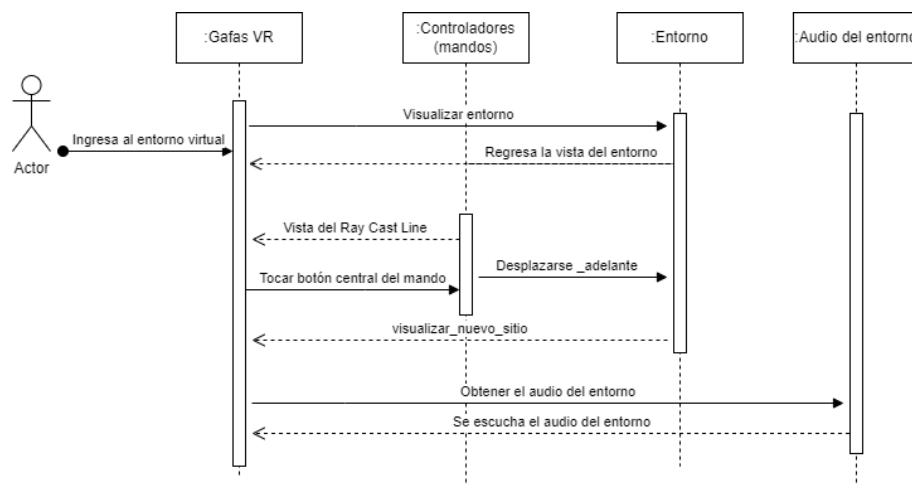 :Gafas VR
:Controladores
(mandos)
:Entorno
:Audio del entorno
Visualizar entorno
Ingresa al entorno virtual
Regresa la vista del entorno
Actor
Vista del Ray Cast Line
Desplazarse _adelante
Tocar botón central del mando
visualizar_nuevo_sitio
Obtener el audio del entorno
Se escucha el audio del entorno